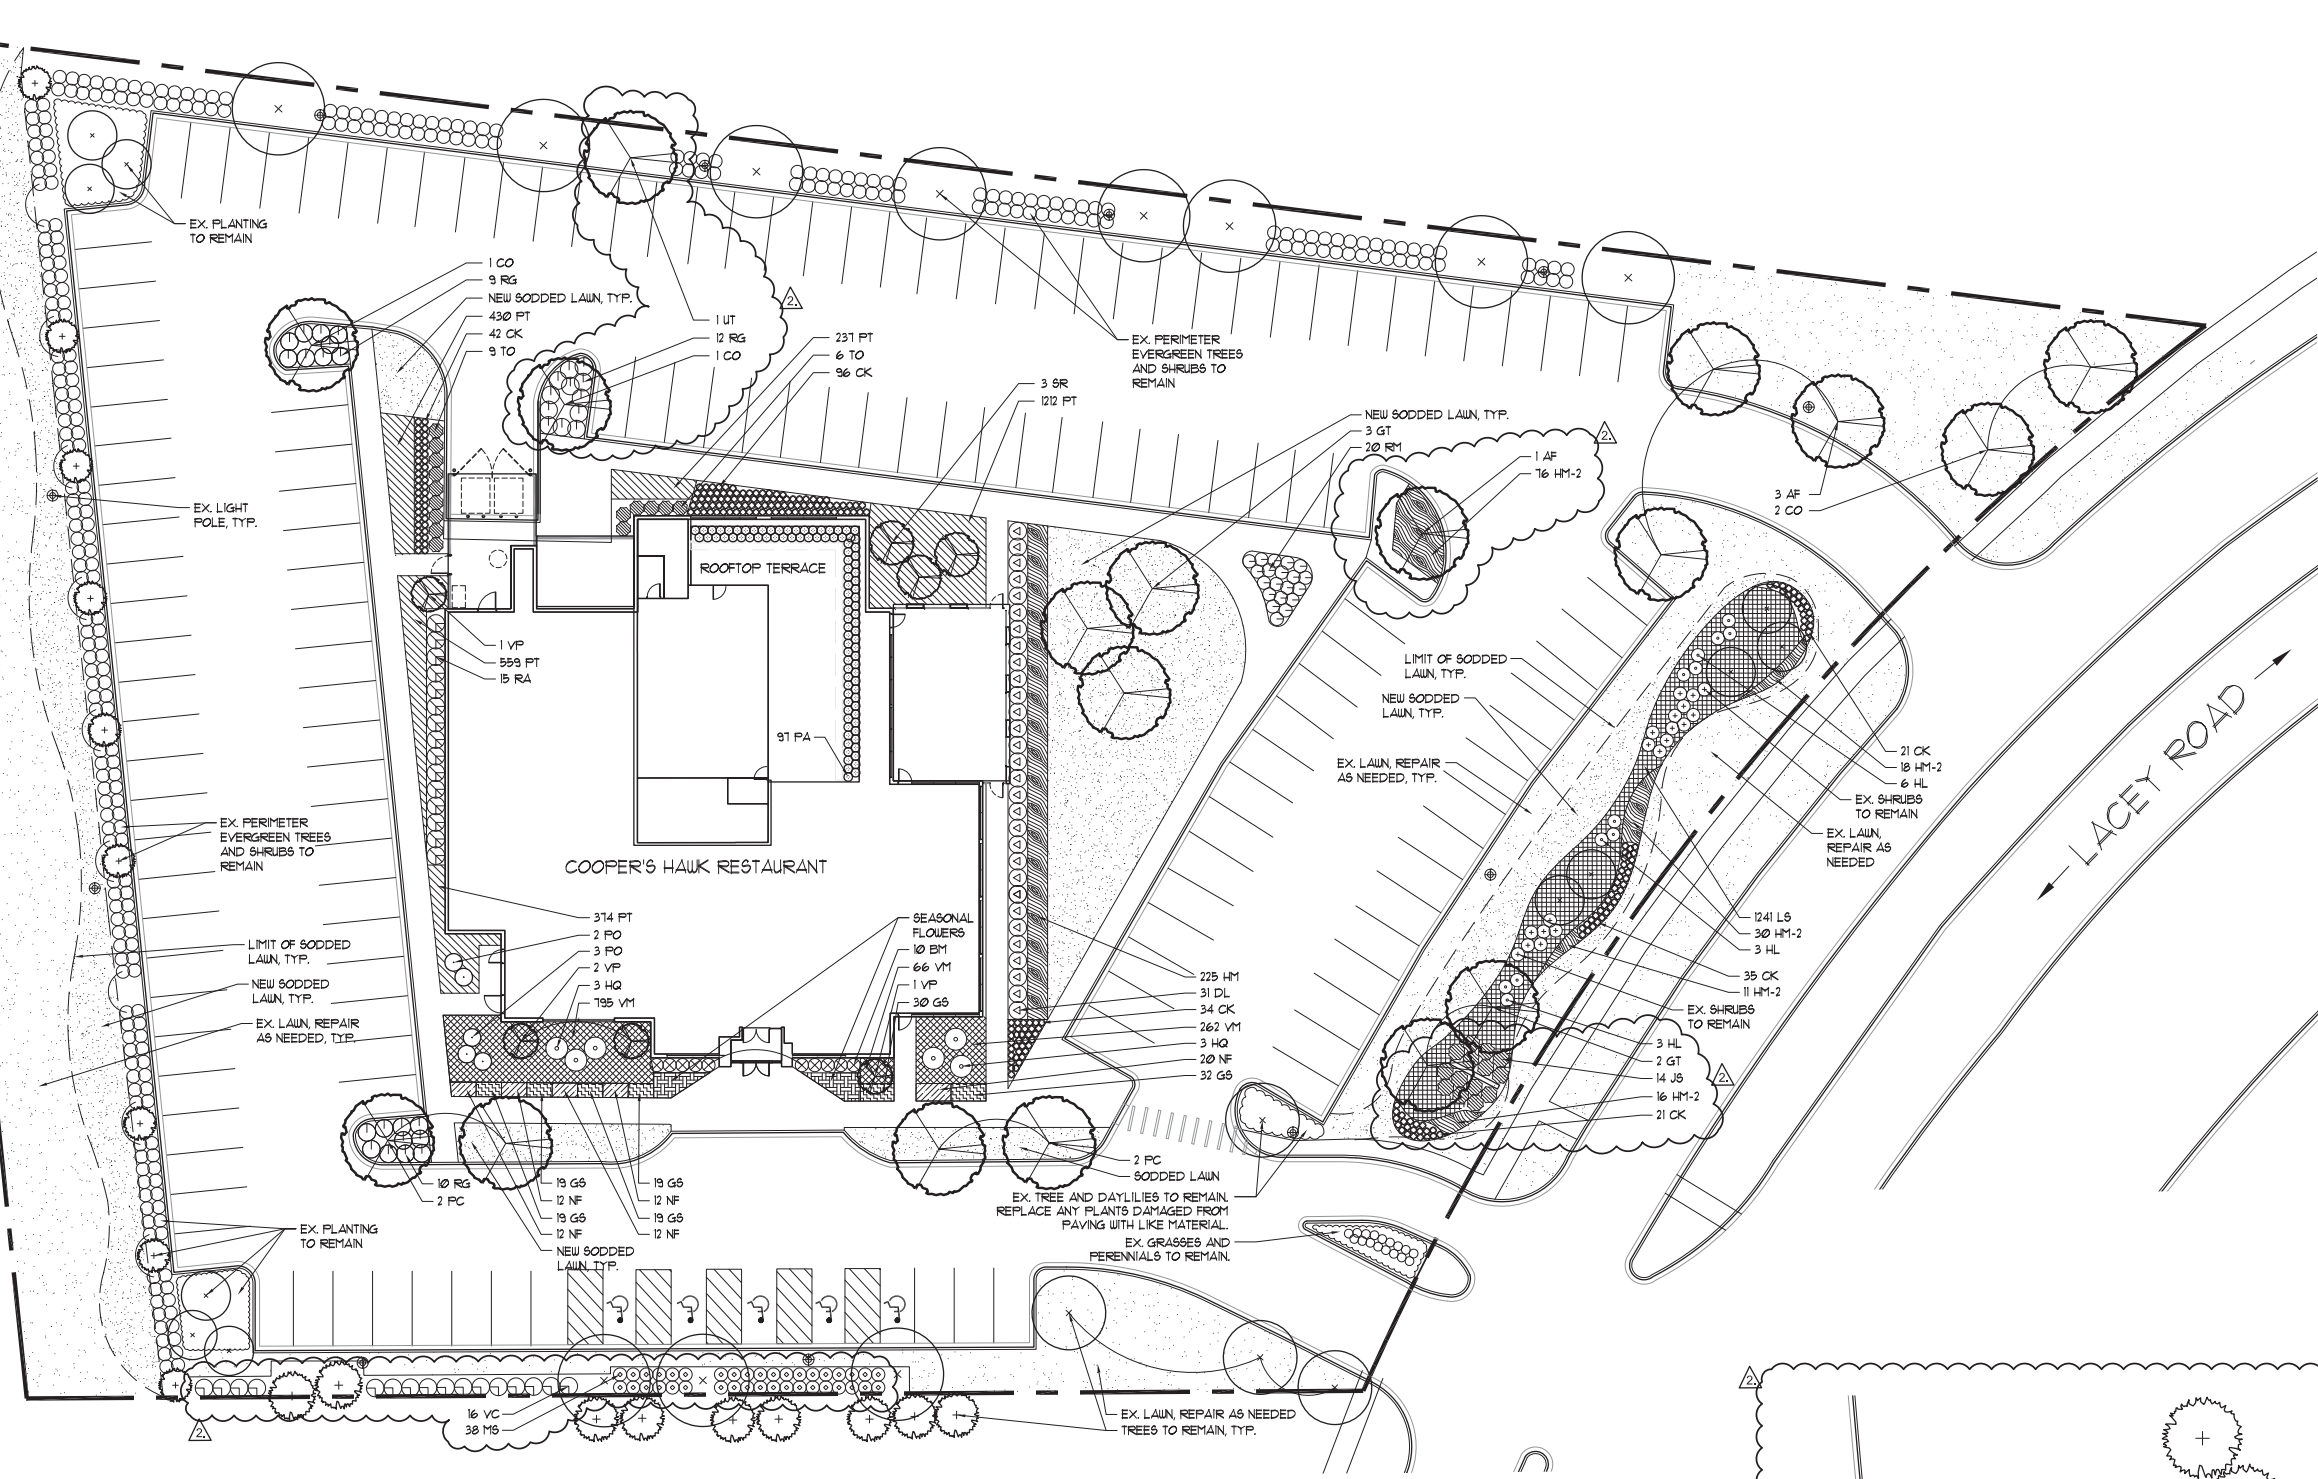 EX. PLANTING
TO REMAIN
1 CO
9 RG
NEW SODDED LAWN, TYP.
430 PT
42 CK
9 TO
2.
1 UT
12 RG
1 CO
237 PT
6 TO
96 CK
EX. PERIMETER
EVERGREEN TREES
AND SHRUBS TO
REMAIN
3 SR
1212 PT
NEW SODDED LAWN, TYP.
3 GT
20 RM
2.
1 AF
76 HM-2
3 AF
2 CO
EX. LIGHT
POLE, TYP.
ROOFTOP TERRACE
1 VP
559 PT
15 RA
97 PA
LIMIT OF SODDED
LAWN, TYP.
NEW SODDED
LAWN, TYP.
EX. LAWN, REPAIR
AS NEEDED, TYP.
21 CK
18 HM-2
6 HL
EX. SHRUBS
TO REMAIN
EX. LAWN,
REPAIR AS
NEEDED
LACEY ROAD
EX. PERIMETER
EVERGREEN TREES
AND SHRUBS TO
REMAIN
COOPER'S HAWK RESTAURANT
374 PT
2 PO
3 PO
2 VP
3 HQ
795 VM
SEASONAL
FLOWERS
10 BM
66 VM
1 VP
30 GS
1241 LS
30 HM-2
3 HL
35 CK
11 HM-2
EX. SHRUBS
TO REMAIN
LIMIT OF SODDED
LAWN, TYP.
NEW SODDED
LAWN, TYP.
EX. LAWN, REPAIR
AS NEEDED, TYP.
225 HM
31 DL
34 CK
262 VM
3 HQ
20 NF
32 GS
3 HL
2 GT
14 JS
16 HM-2
21 CK
2.
10 RG
2 PC
19 GS
12 NF
19 GS
12 NF
NEW SODDED
LAWN, TYP.
19 GS
12 NF
19 GS
12 NF
2 PC
SODDED LAWN
EX. TREE AND DAYLILIES TO REMAIN.
REPLACE ANY PLANTS DAMAGED FROM
PAVING WITH LIKE MATERIAL.
EX. GRASSES AND
PERENNIALS TO REMAIN.
EX. PLANTING
TO REMAIN
16 VC
38 MS
2.
EX. LAWN, REPAIR AS NEEDED
TREES TO REMAIN, TYP.
2.